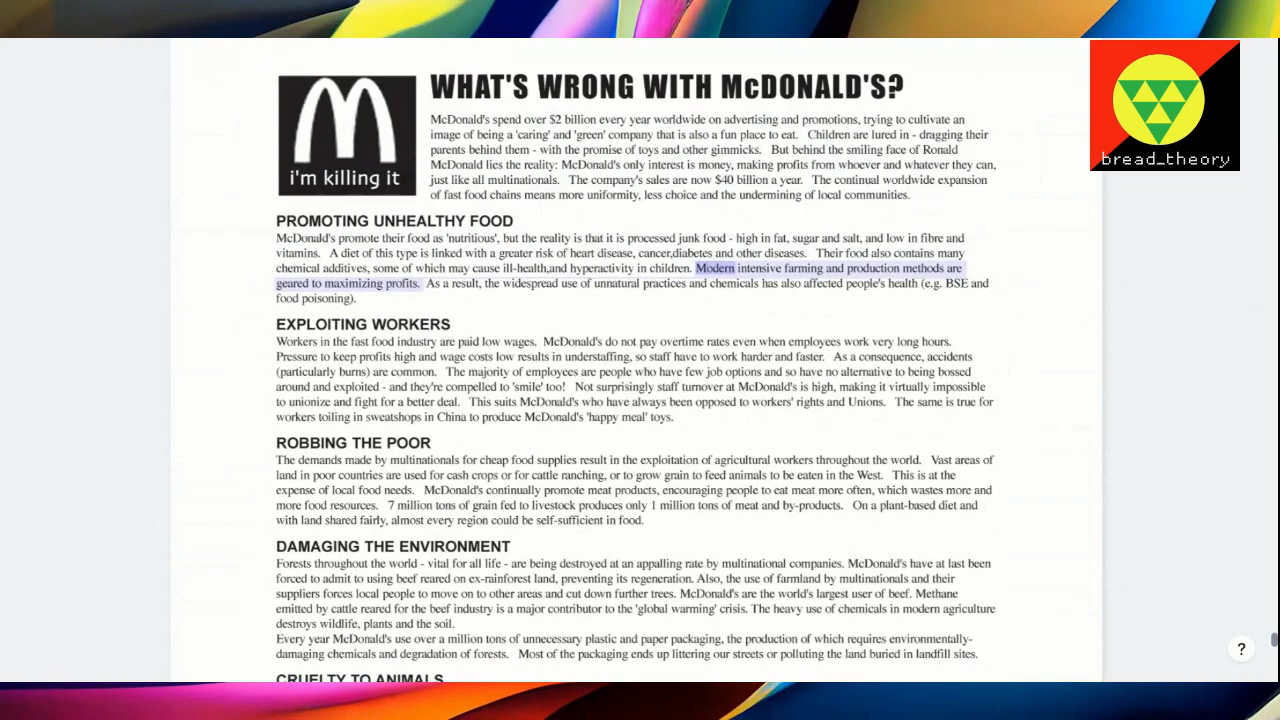 WHAT'S WRONG WITH McDONALD'S?
i'm killing it
McDonald's spend over $2 billion every year worldwide on advertising and promotions, trying to cultivate an
image of being a 'caring' and 'green' company that is also a fun place to eat. Children are lured in - dragging their
parents behind them - with the promise of toys and other gimmicks. But behind the smiling face of Ronald
McDonald lies the reality: McDonald's only interest is money, making profits from whoever and whatever they can,
just like all multinationals. The company's sales are now $40 billion a year. The continual worldwide expansion
of fast food chains means more uniformity, less choice and the undermining of local communities.
bread_theory
PROMOTING UNHEALTHY FOOD
McDonald's promote their food as 'nutritious', but the reality is that it is processed junk food - high in fat, sugar and salt, and low in fibre and
vitamins. A diet of this type is linked with a greater risk of heart disease, cancer,diabetes and other diseases. Their food also contains many
chemical additives, some of which may cause ill-health,and hyperactivity in children. Modern intensive farming and production methods are
geared to maximizing profits. As a result, the widespread use of unnatural practices and chemicals has also affected people's health (e.g. BSE and
food poisoning).
EXPLOITING WORKERS
Workers in the fast food industry are paid low wages. McDonald's do not pay overtime rates even when employees work very long hours.
Pressure to keep profits high and wage costs low results in understaffing, so staff have to work harder and faster. As a consequence, accidents
(particularly burns) are common. The majority of employees are people who have few job options and so have no alternative to being bossed
around and exploited - and they're compelled to 'smile' too! Not surprisingly staff turnover at McDonald's is high, making it virtually impossible
to unionize and fight for a better deal. This suits McDonald's who have always been opposed to workers' rights and Unions. The same is true for
workers toiling in sweatshops in China to produce McDonald's 'happy meal' toys.
ROBBING THE POOR
The demands made by multinationals for cheap food supplies result in the exploitation of agricultural workers throughout the world. Vast areas of
land in poor countries are used for cash crops or for cattle ranching, or to grow grain to feed animals to be eaten in the West. This is at the
expense of local food needs. McDonald's continually promote meat products, encouraging people to eat meat more often, which wastes more and
more food resources. 7 million tons of grain fed to livestock produces only 1 million tons of meat and by-products. On a plant-based diet and
with land shared fairly, almost every region could be self-sufficient in food.
DAMAGING THE ENVIRONMENT
Forests throughout the world - vital for all life - are being destroyed at an appalling rate by multinational companies. McDonald's have at last been
forced to admit to using beef reared on ex-rainforest land, preventing its regeneration. Also, the use of farmland by multinationals and their
suppliers forces local people to move on to other areas and cut down further trees. McDonald's are the world's largest user of beef. Methane
emitted by cattle reared for the beef industry is a major contributor to the 'global warming' crisis. The heavy use of chemicals in modern agriculture
destroys wildlife, plants and the soil.
Every year McDonald's use over a million tons of unnecessary plastic and paper packaging, the production of which requires environmentally-
damaging chemicals and degradation of forests. Most of the packaging ends up littering our streets or polluting the land buried in landfill sites.
?
CRUELTY TO ANIMALS